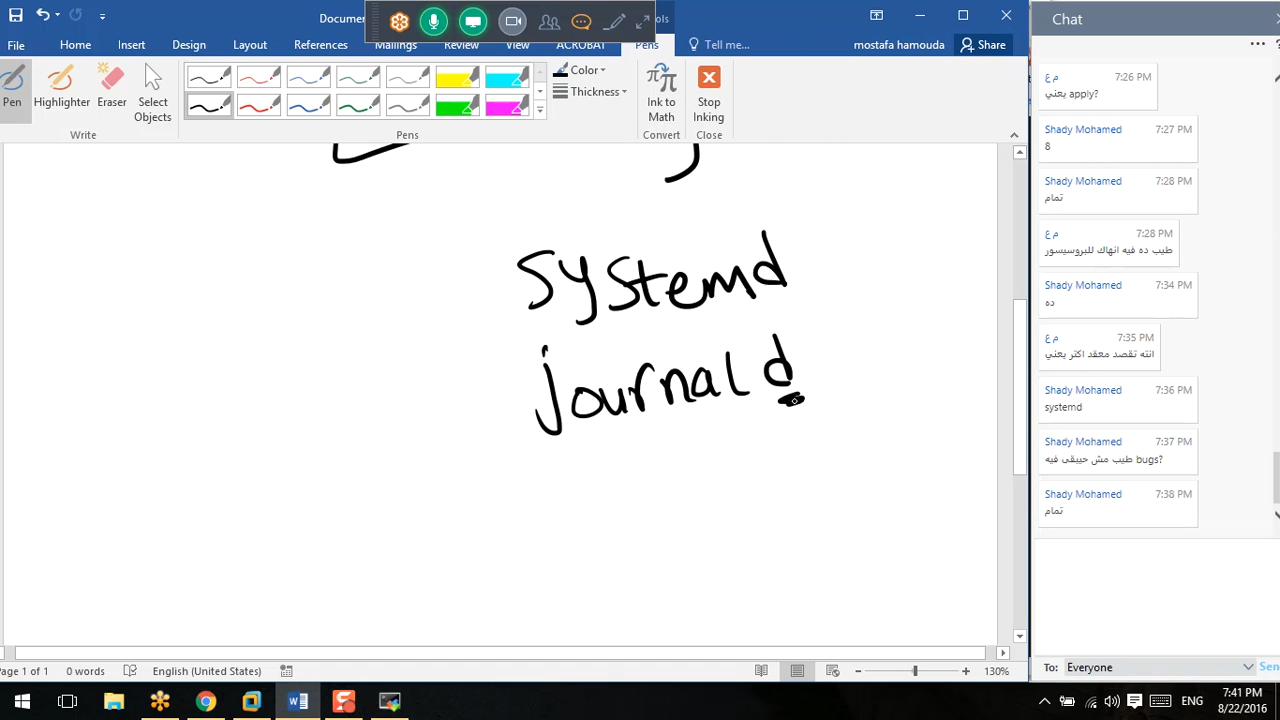 Documen
ols
File
Home
Insert
Design
Layout
References
Mailings
Review
View
ACROBAT
Pens
Tell me...
mostafa hamouda
Share
Pen
Highlighter
Eraser
Select Objects
Color
Thickness
Ink to Math
Stop Inking
Write
Pens
Convert
Close
systemd
journald
Page 1 of 1
0 words
English (United States)
130%
Chat
م ع 7:26 PM
يعني apply?
Shady Mohamed 7:27 PM
8
Shady Mohamed 7:28 PM
تمام
م ع 7:28 PM
طيب ده فيه انهاك للبروسيسور
Shady Mohamed 7:34 PM
ده
م ع 7:35 PM
انته تقصد معقد اكتر يعني
Shady Mohamed 7:36 PM
systemd
Shady Mohamed 7:37 PM
طيب مش حيبقى فيه bugs?
Shady Mohamed 7:38 PM
تمام
To: Everyone
Sen
ENG
7:41 PM
8/22/2016